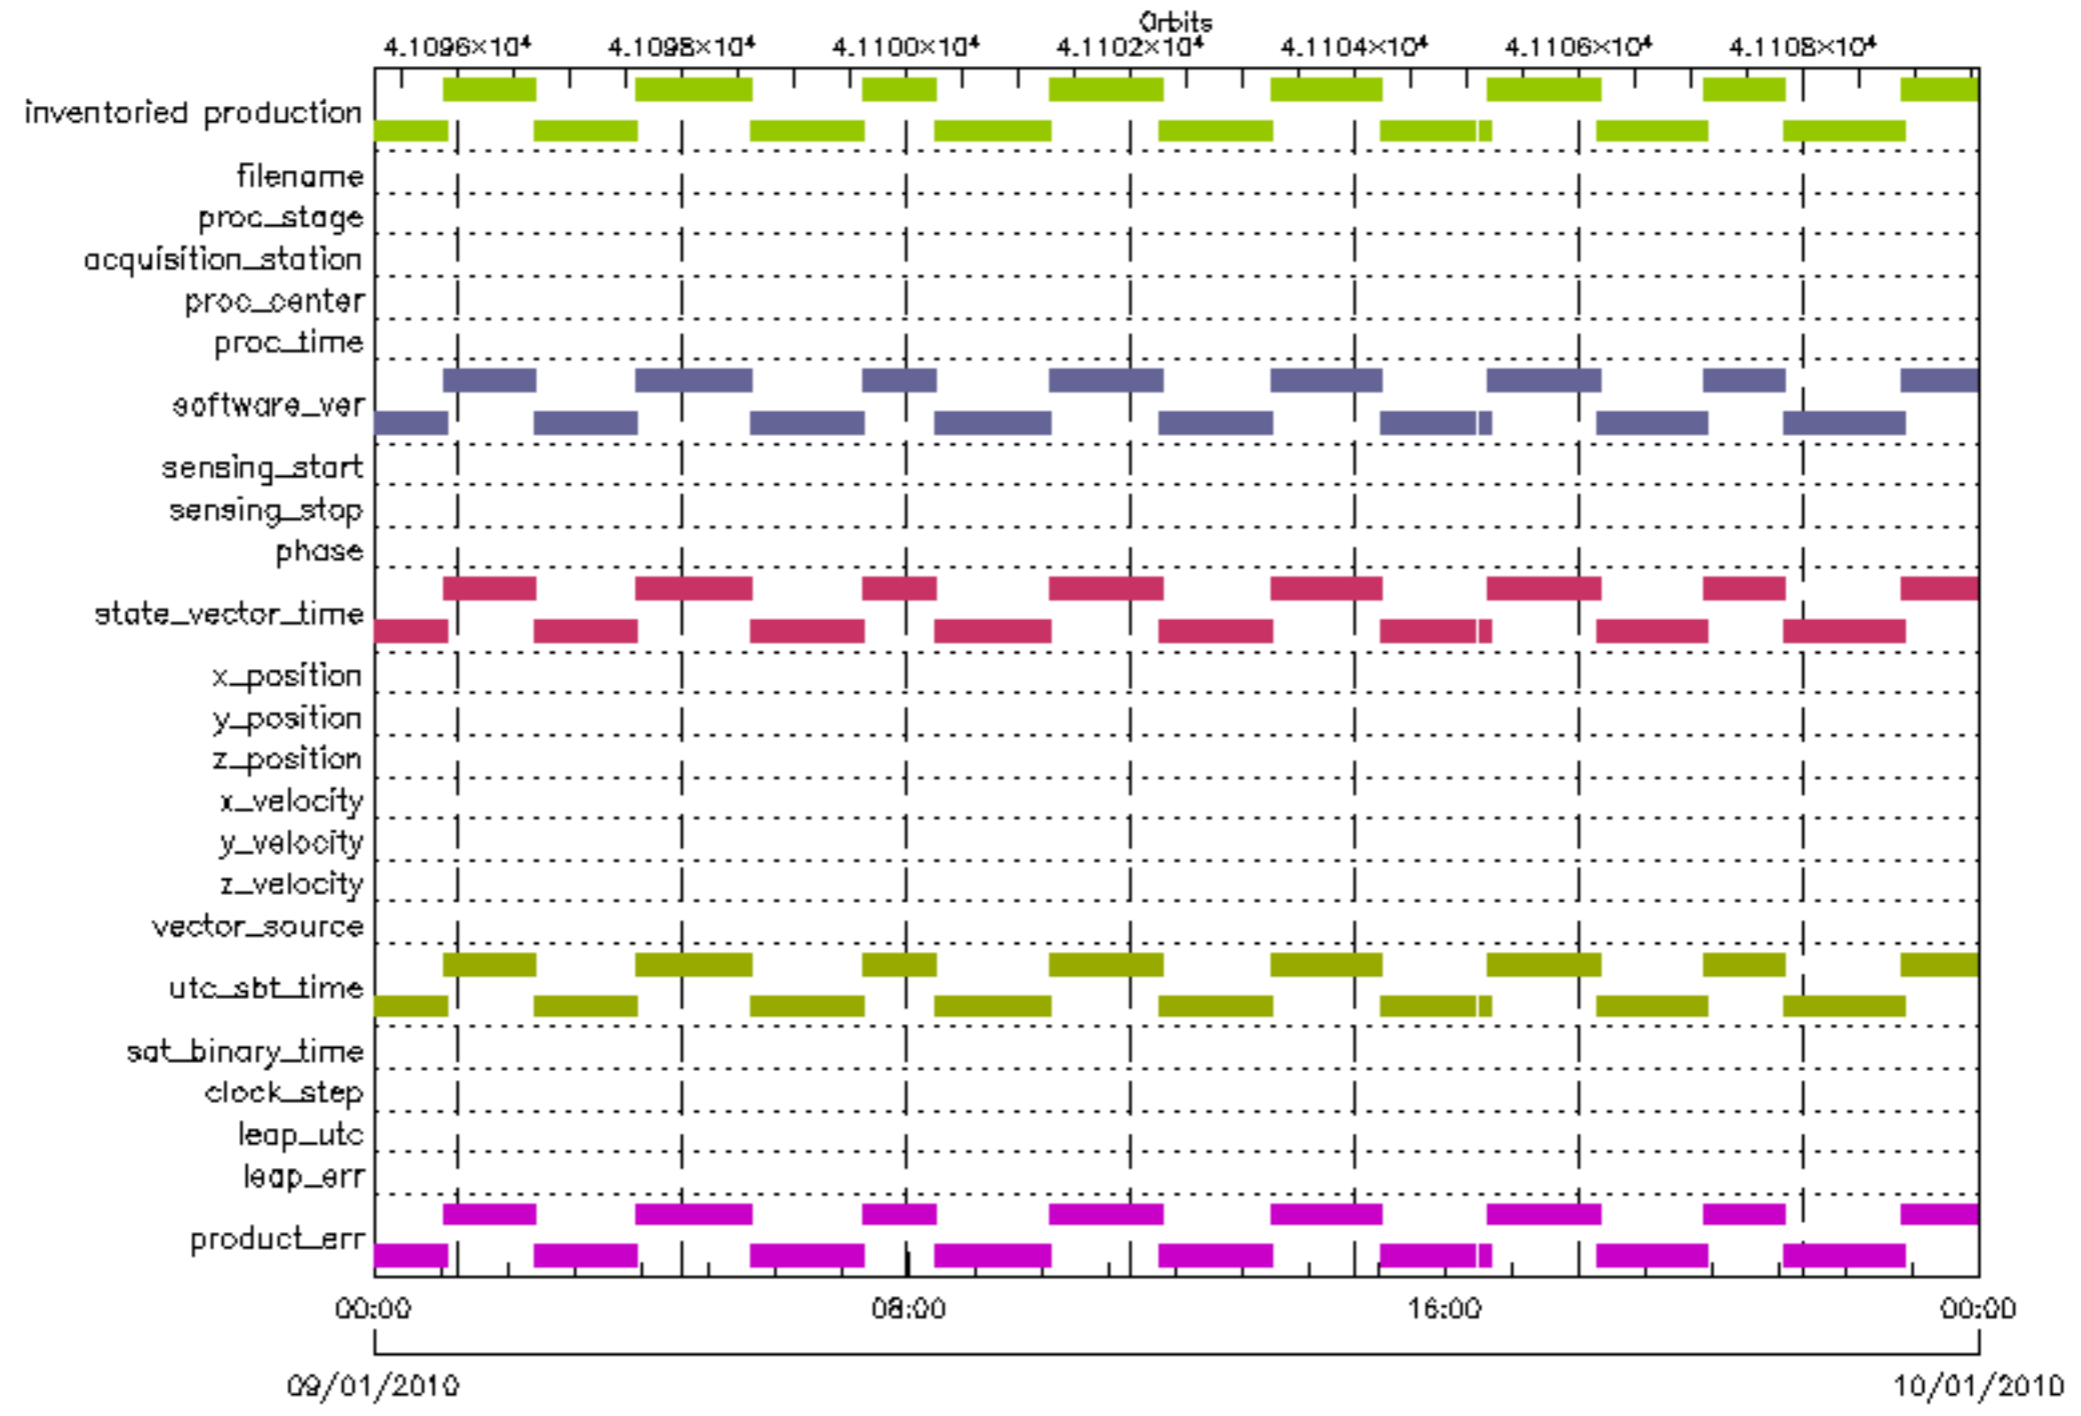 Orbits
4.1096×10⁴ 4.1098×10⁴ 4.1100×10⁴ 4.1102×10⁴ 4.1104×10⁴ 4.1106×10⁴ 4.1108×10⁴
inventoried production
filename
proc_stage
acquisition_station
proc_center
proc_time
software_ver
sensing_start
sensing_stop
phase
state_vector_time
x_position
y_position
z_position
x_velocity
y_velocity
z_velocity
vector_source
utc_sbt_time
sat_binary_time
clock_step
leap_utc
leap_err
product_err
00:00 08:00 16:00 00:00
09/01/2010 10/01/2010